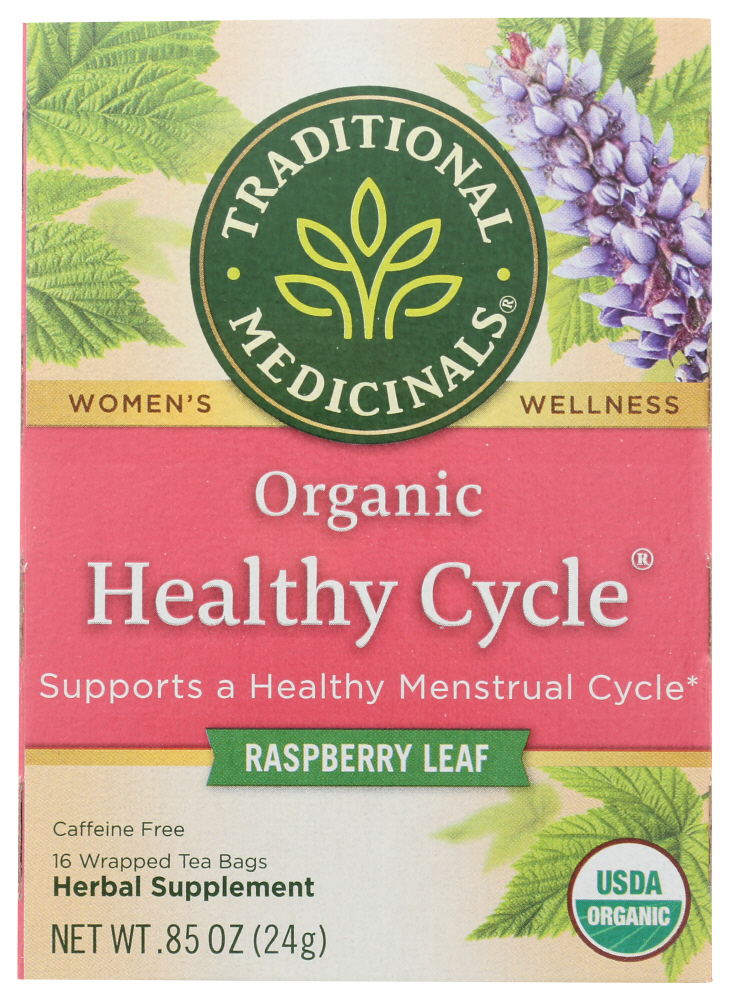 TRADITIONAL
MEDICINALS®
WOMEN'S
WELLNESS
Organic
Healthy Cycle®
Supports a Healthy Menstrual Cycle*
RASPBERRY LEAF
Caffeine Free
16 Wrapped Tea Bags
Herbal Supplement
NET WT .85 OZ (24g)
USDA
ORGANIC